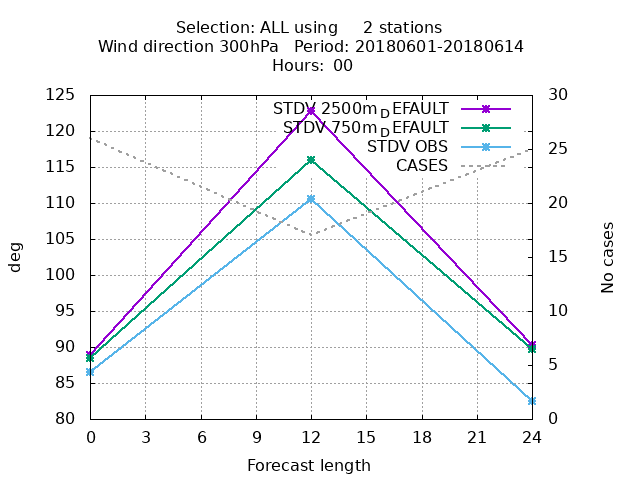 Selection: ALL using 2 stations
Wind direction 300hPa Period: 20180601-20180614
Hours: 00
125
120
115
110
105
100
95
90
85
80
30
25
20
15
10
5
0
STDV 2500m_DEFAULT
STDV 750m_DEFAULT
STDV OBS
CASES
deg
No cases
0 3 6 9 12 15 18 21 24
Forecast length